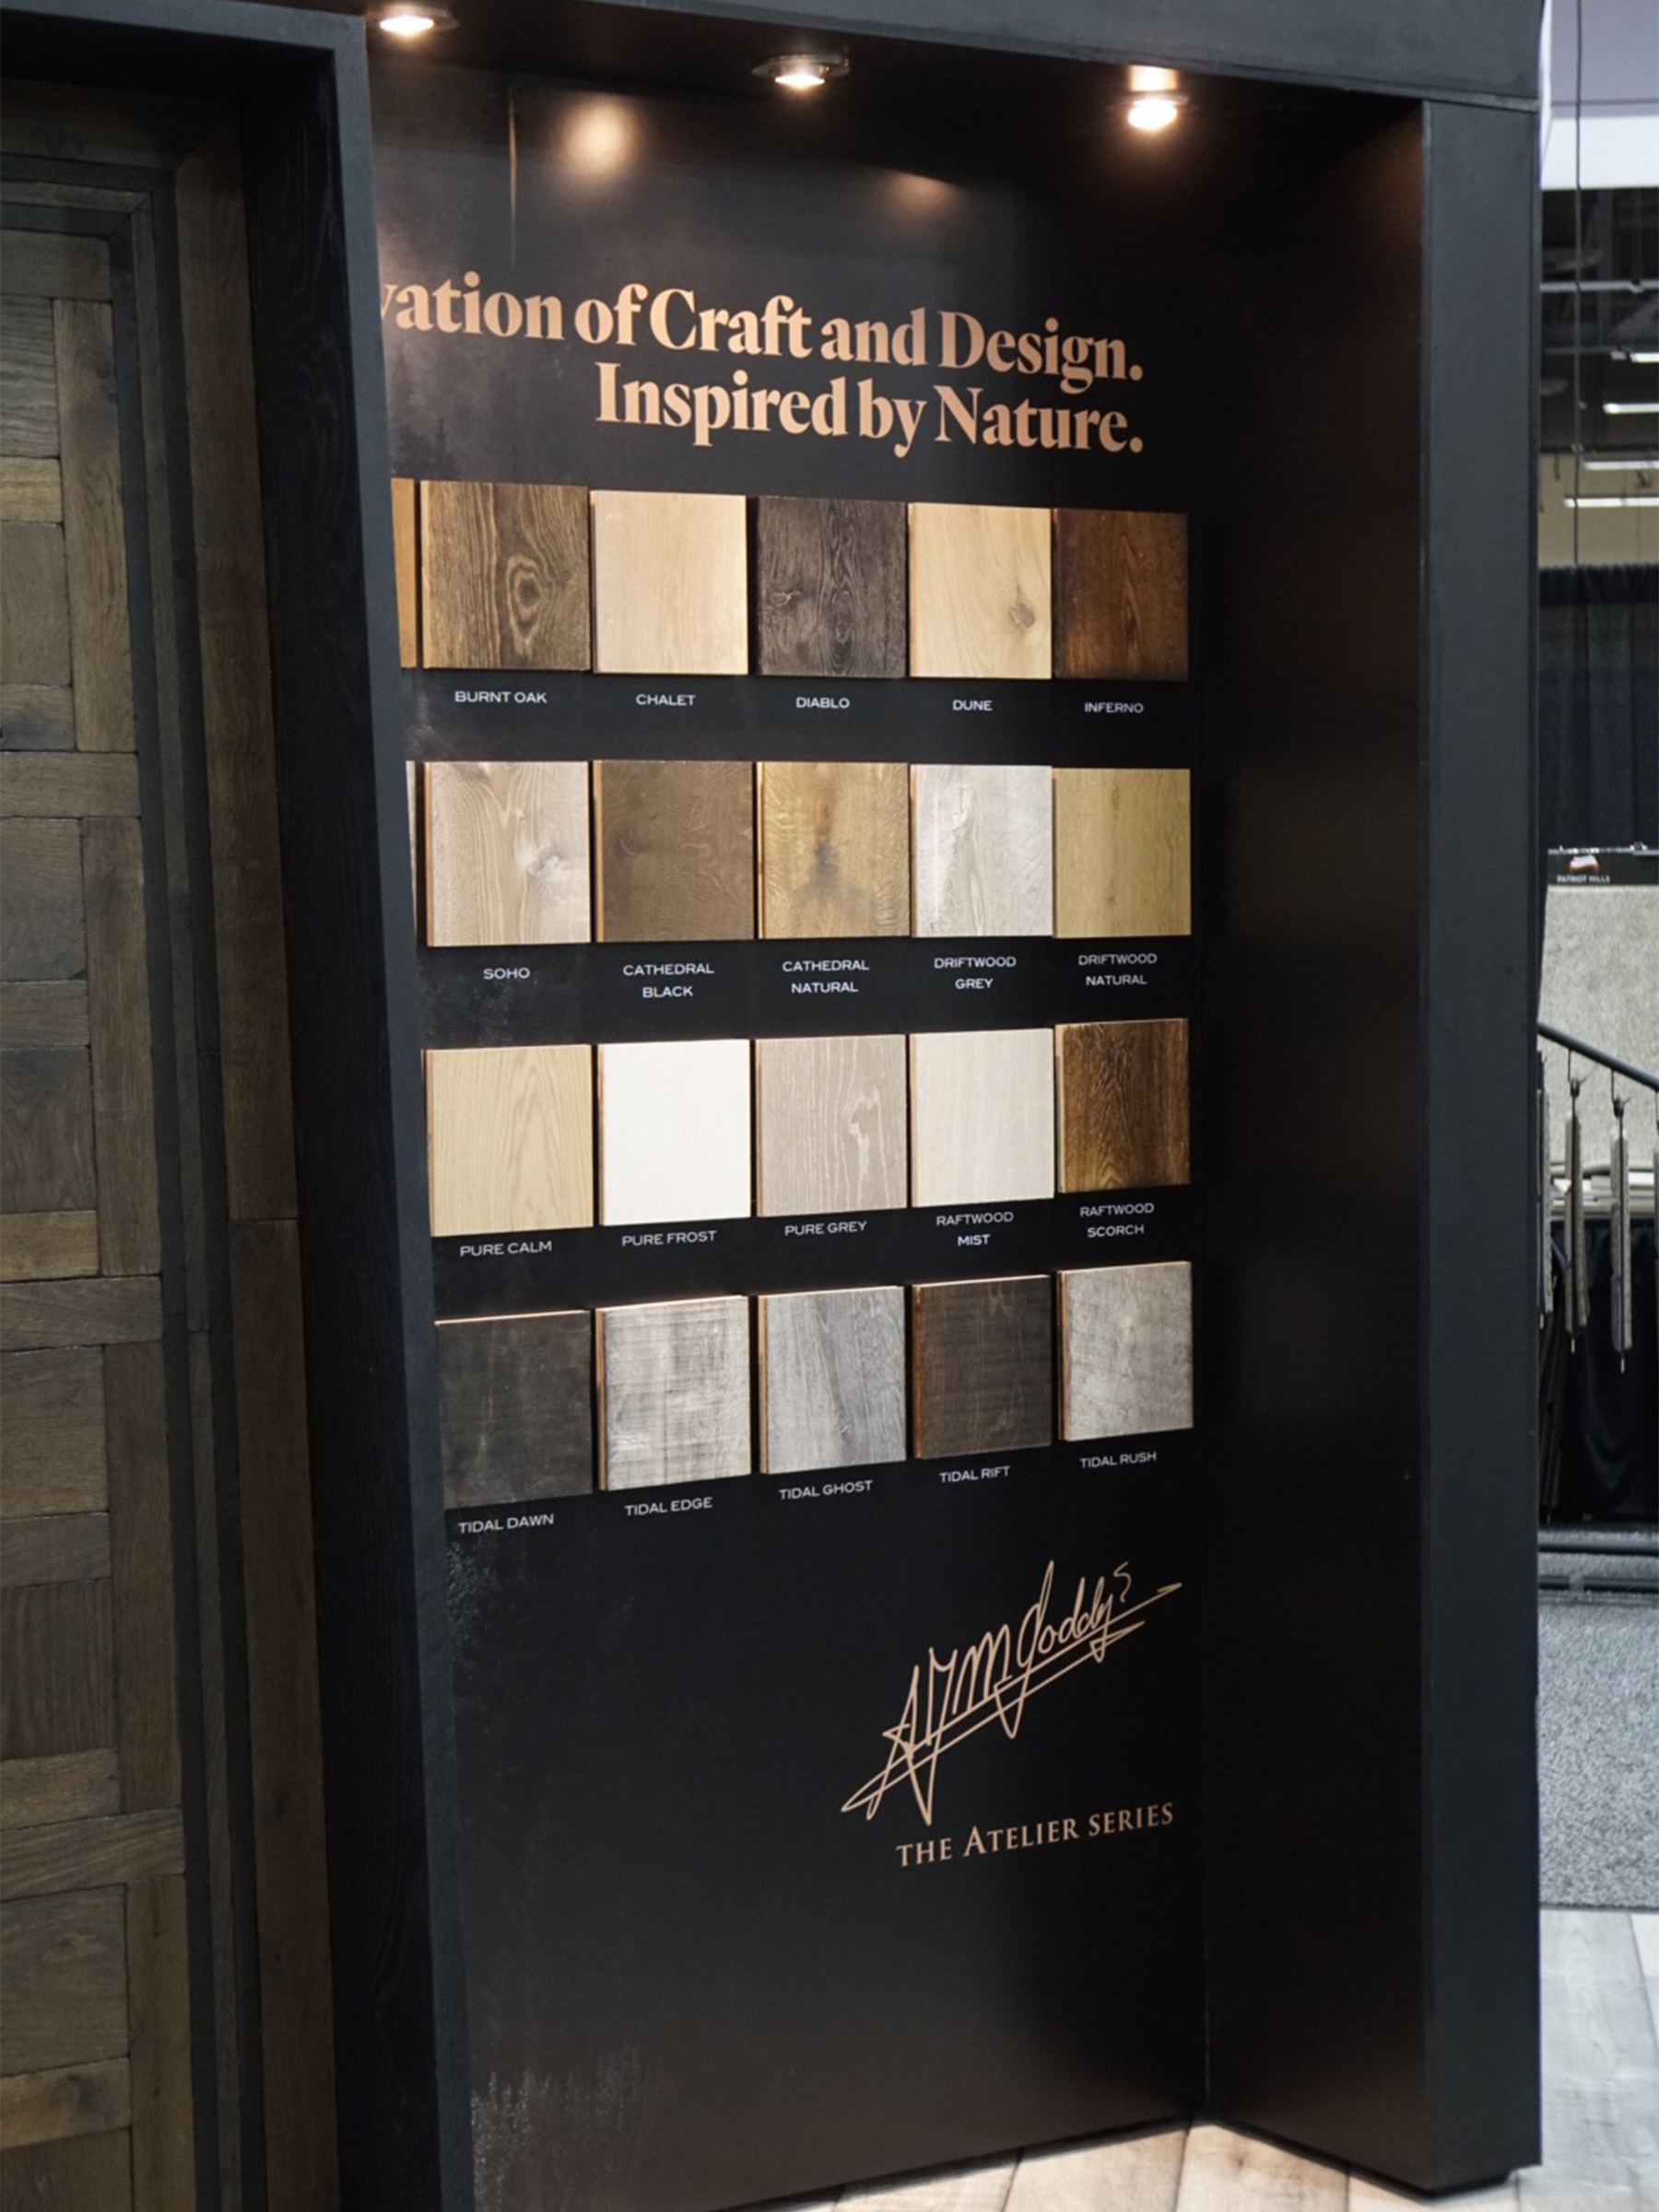 vation of Craft and Design.
Inspired by Nature.
BURNT OAK
CHALET
DIABLO
DUNE
INFERNO
SOHO
CATHEDRAL
BLACK
CATHEDRAL
NATURAL
DRIFTWOOD
GREY
DRIFTWOOD
NATURAL
PURE CALM
PURE FROST
PURE GREY
RAFTWOOD
MIST
RAFTWOOD
SCORCH
TIDAL DAWN
TIDAL EDGE
TIDAL GHOST
TIDAL RIFT
TIDAL RUSH
THE ATELIER SERIES
PATRIOT MILLS